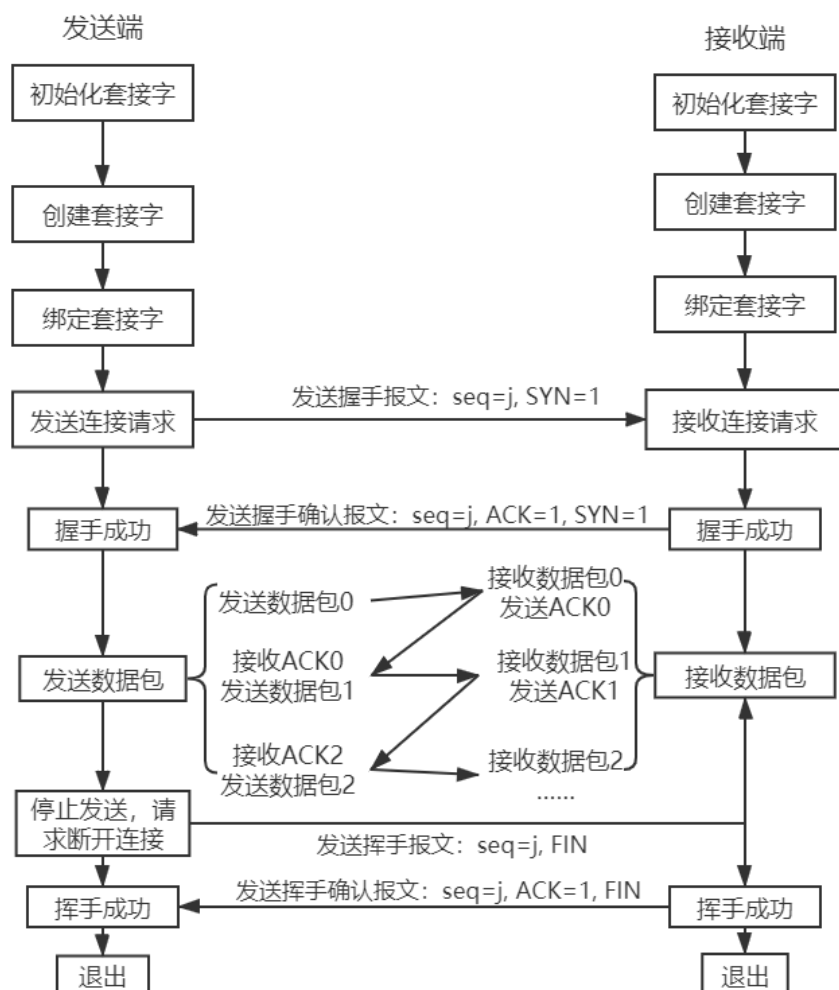 发送端
接收端
初始化套接字
初始化套接字
创建套接字
创建套接字
绑定套接字
绑定套接字
发送连接请求
发送握手报文：seq=j, SYN=1
接收连接请求
握手成功
发送握手确认报文：seq=j, ACK=1, SYN=1
握手成功
发送数据包
发送数据包0
接收ACK0
发送数据包1
接收ACK2
发送数据包2
接收数据包0
发送ACK0
接收数据包1
发送ACK1
接收数据包2
......
接收数据包
停止发送，请
求断开连接
发送挥手报文：seq=j, FIN
挥手成功
发送挥手确认报文：seq=j, ACK=1, FIN
挥手成功
退出
退出